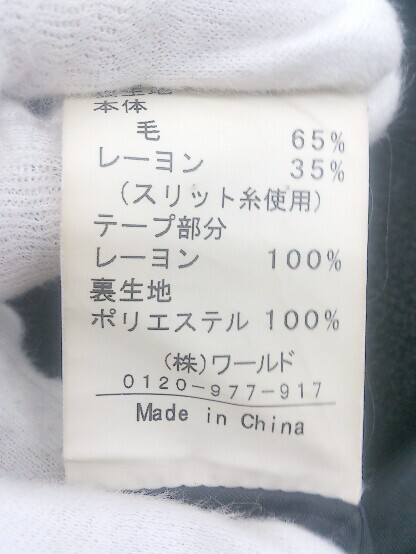 本体
毛 65%
レーヨン 35%
(スリット糸使用)
テープ部分
レーヨン 100%
裏生地
ポリエステル 100%
(株)ワールド
0120-977-917
Made in China